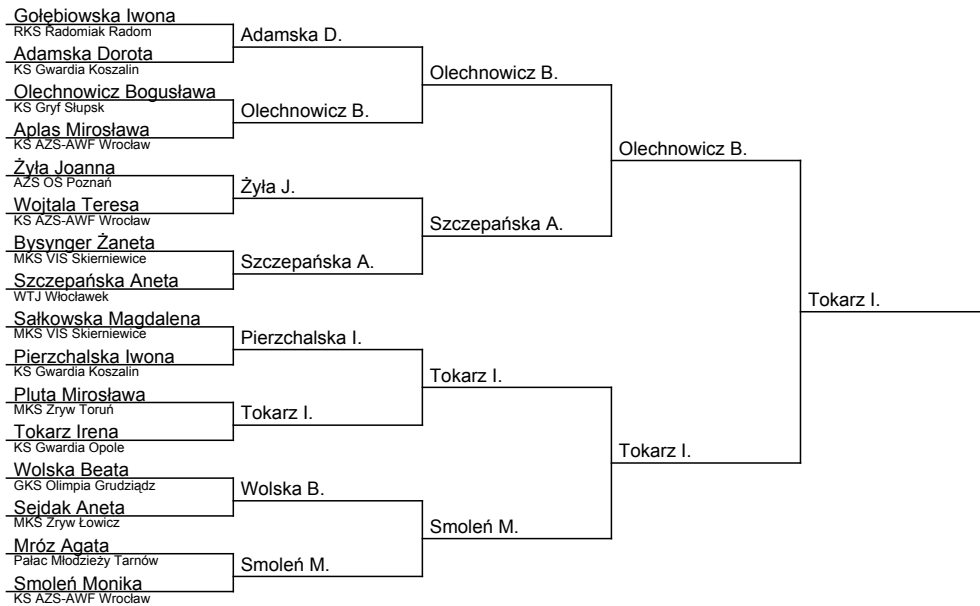 Gołębiowska Iwona
RKS Radomiak Radom
Adamska Dorota
KS Gwardia Koszalin
Olechnowicz Bogusława
KS Gryf Słupsk
Aplas Mirosława
KS AZS-AWF Wrocław
Żyła Joanna
AZS OŚ Poznań
Wojtala Teresa
KS AZS-AWF Wrocław
Bysynger Żaneta
MKS VIS Skierniewice
Szczepańska Aneta
WTJ Włocławek
Sałkowska Magdalena
MKS VIS Skierniewice
Pierzchalska Iwona
KS Gwardia Koszalin
Pluta Mirosława
MKS Zryw Toruń
Tokarz Irena
KS Gwardia Opole
Wolska Beata
GKS Olimpia Grudziądz
Sejdak Aneta
MKS Zryw Łowicz
Mróz Agata
Pałac Młodzieży Tarnów
Smoleń Monika
KS AZS-AWF Wrocław
Adamska D.
Olechnowicz B.
Żyła J.
Szczepańska A.
Pierzchalska I.
Tokarz I.
Wolska B.
Smoleń M.
Olechnowicz B.
Szczepańska A.
Tokarz I.
Smoleń M.
Olechnowicz B.
Tokarz I.
Tokarz I.